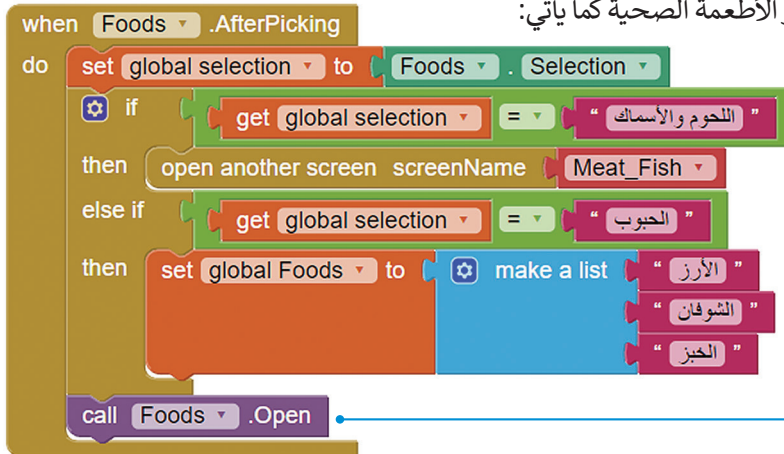 الأطعمة الصحية كما يأتي:
when Foods .AfterPicking
do set global selection to Foods . Selection
if get global selection = " اللحوم والأسماك "
then open another screen screenName Meat_Fish
else if get global selection = " الحبوب "
then set global Foods to make a list " الأرز "
" الشوفان "
" الخبز "
call Foods .Open